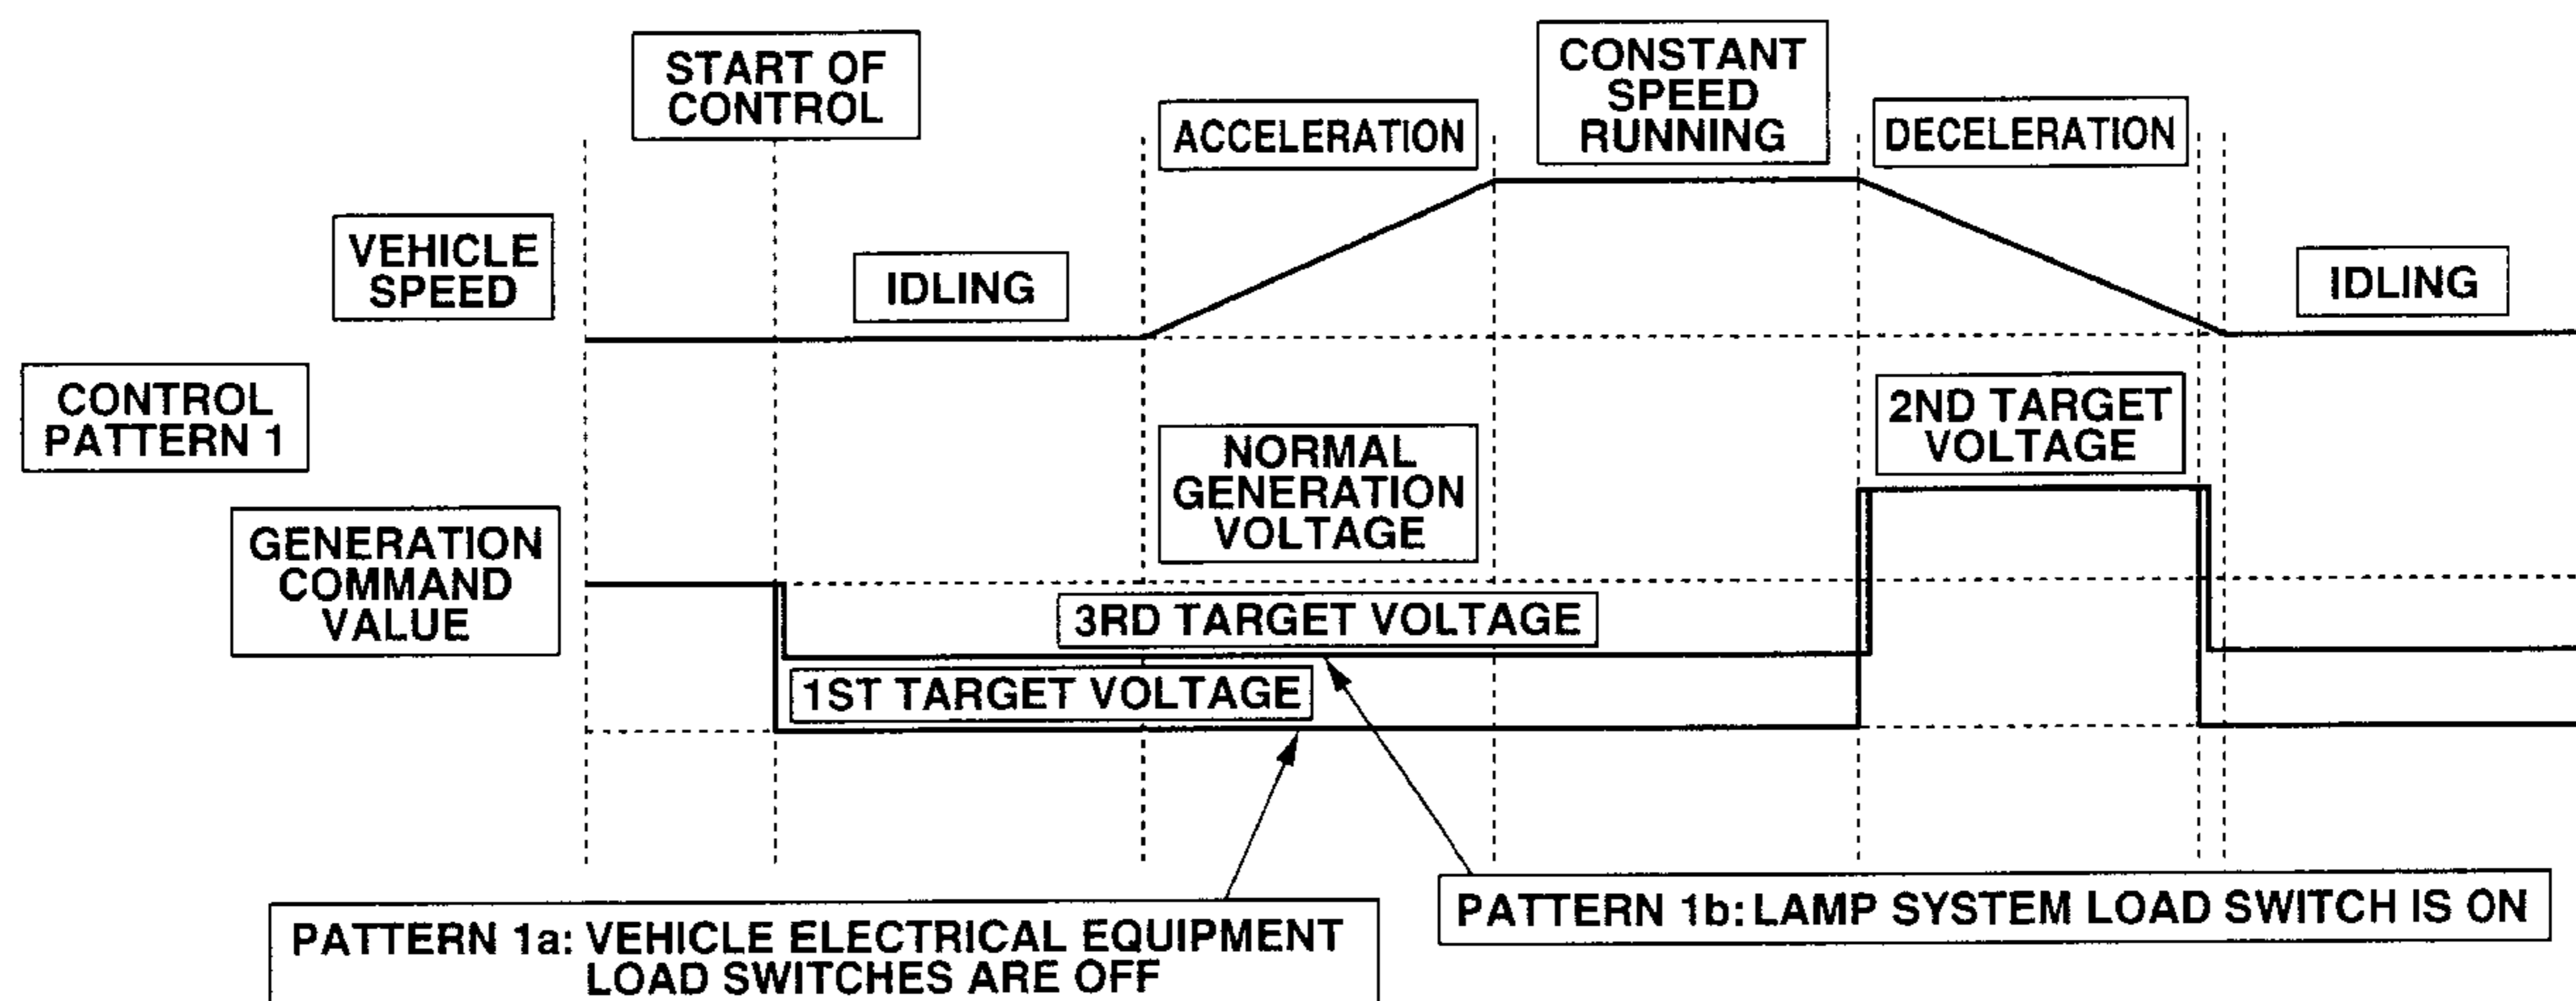 START OF
CONTROL
CONSTANT
SPEED
RUNNING
ACCELERATION
DECELERATION
VEHICLE
SPEED
IDLING
IDLING
CONTROL
PATTERN 1
NORMAL
GENERATION
VOLTAGE
2ND TARGET
VOLTAGE
GENERATION
COMMAND
VALUE
3RD TARGET VOLTAGE
1ST TARGET VOLTAGE
PATTERN 1a: VEHICLE ELECTRICAL EQUIPMENT
LOAD SWITCHES ARE OFF
PATTERN 1b: LAMP SYSTEM LOAD SWITCH IS ON